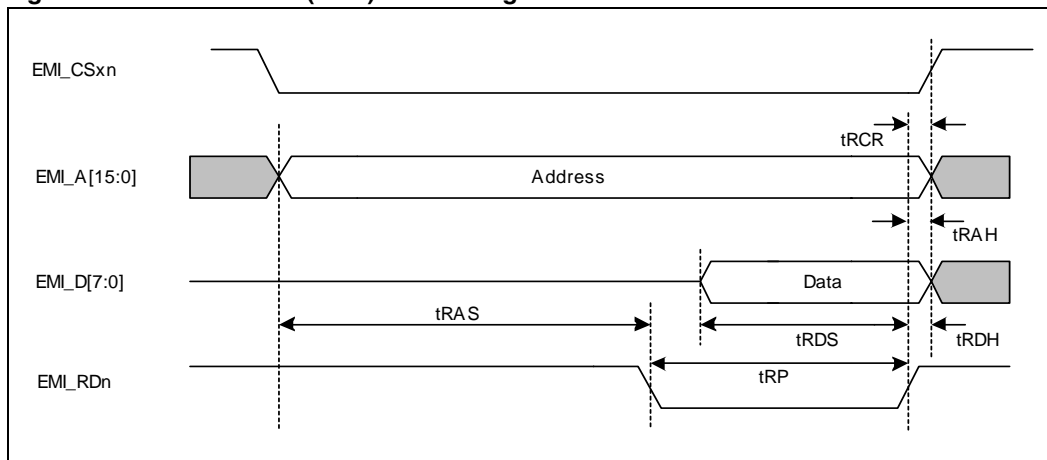 EMI_CSxn
tRCR
EMI_A[15:0]
Address
tRAH
EMI_D[7:0]
Data
tRAS
tRDS
tRDH
EMI_RDn
tRP